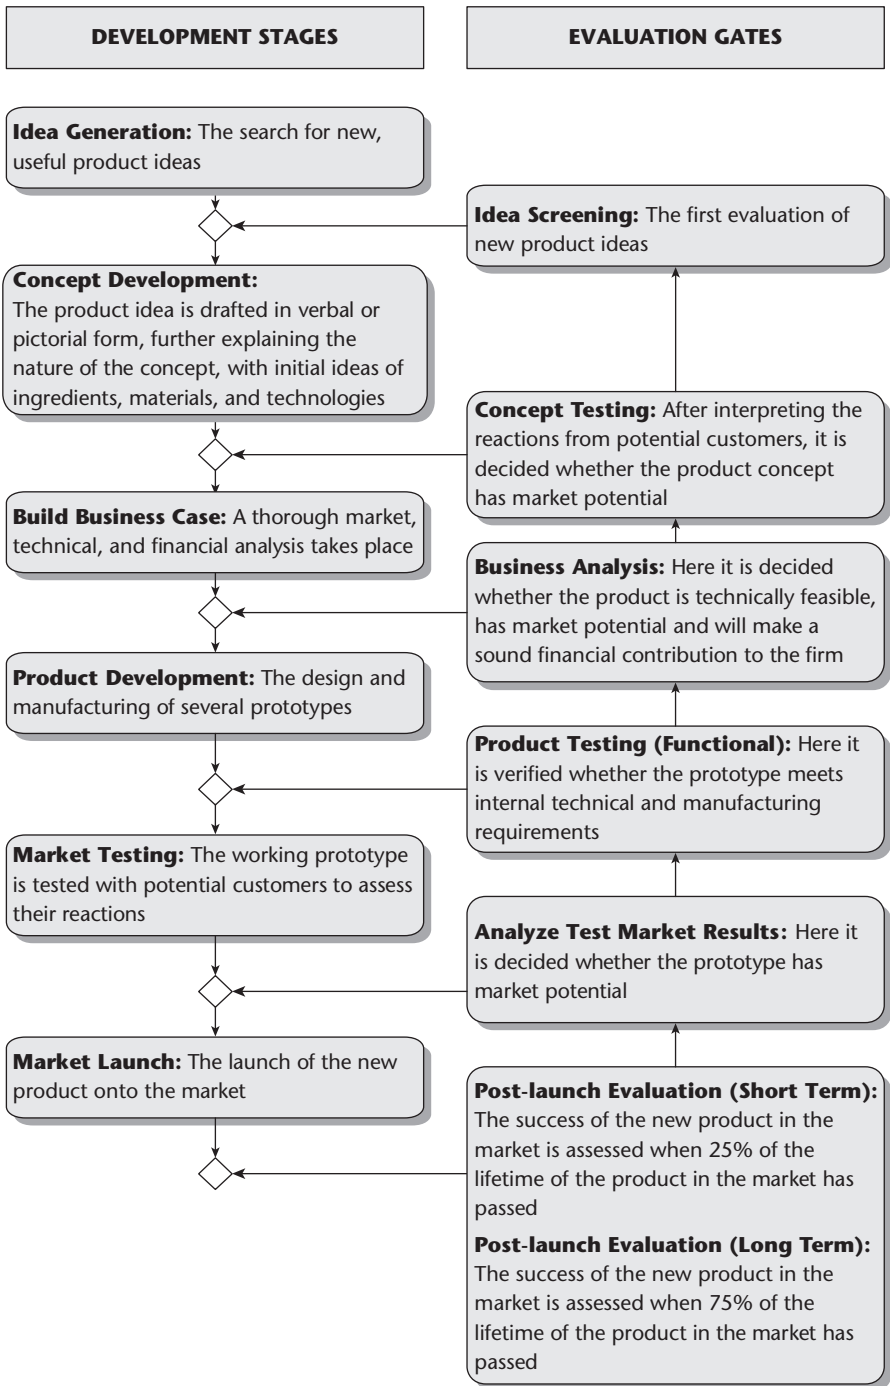 DEVELOPMENT STAGES
EVALUATION GATES
Idea Generation: The search for new,
useful product ideas
Idea Screening: The first evaluation of
new product ideas
Concept Development:
The product idea is drafted in verbal or
pictorial form, further explaining the
nature of the concept, with initial ideas of
ingredients, materials, and technologies
Concept Testing: After interpreting the
reactions from potential customers, it is
decided whether the product concept
has market potential
Build Business Case: A thorough market,
technical, and financial analysis takes place
Business Analysis: Here it is decided
whether the product is technically feasible,
has market potential and will make a
sound financial contribution to the firm
Product Development: The design and
manufacturing of several prototypes
Product Testing (Functional): Here it
is verified whether the prototype meets
internal technical and manufacturing
requirements
Market Testing: The working prototype
is tested with potential customers to assess
their reactions
Analyze Test Market Results: Here it
is decided whether the prototype has
market potential
Market Launch: The launch of the new
product onto the market
Post-launch Evaluation (Short Term):
The success of the new product in the
market is assessed when 25% of the
lifetime of the product in the market has
passed
Post-launch Evaluation (Long Term):
The success of the new product in the
market is assessed when 75% of the
lifetime of the product in the market has
passed